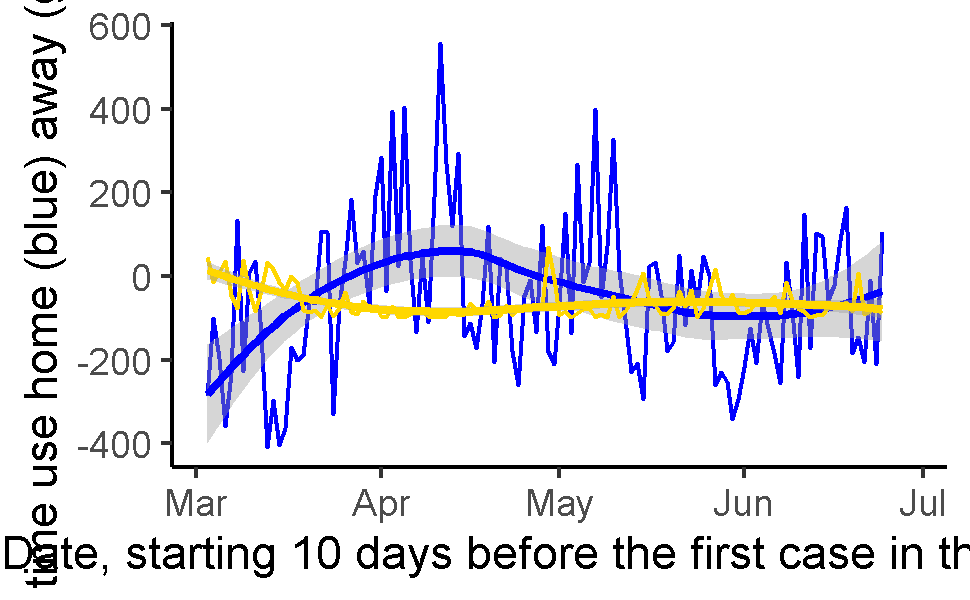 time use home (blue) away (
600
400
200
0
-200
-400
Mar Apr May Jun Jul
Date, starting 10 days before the first case in th